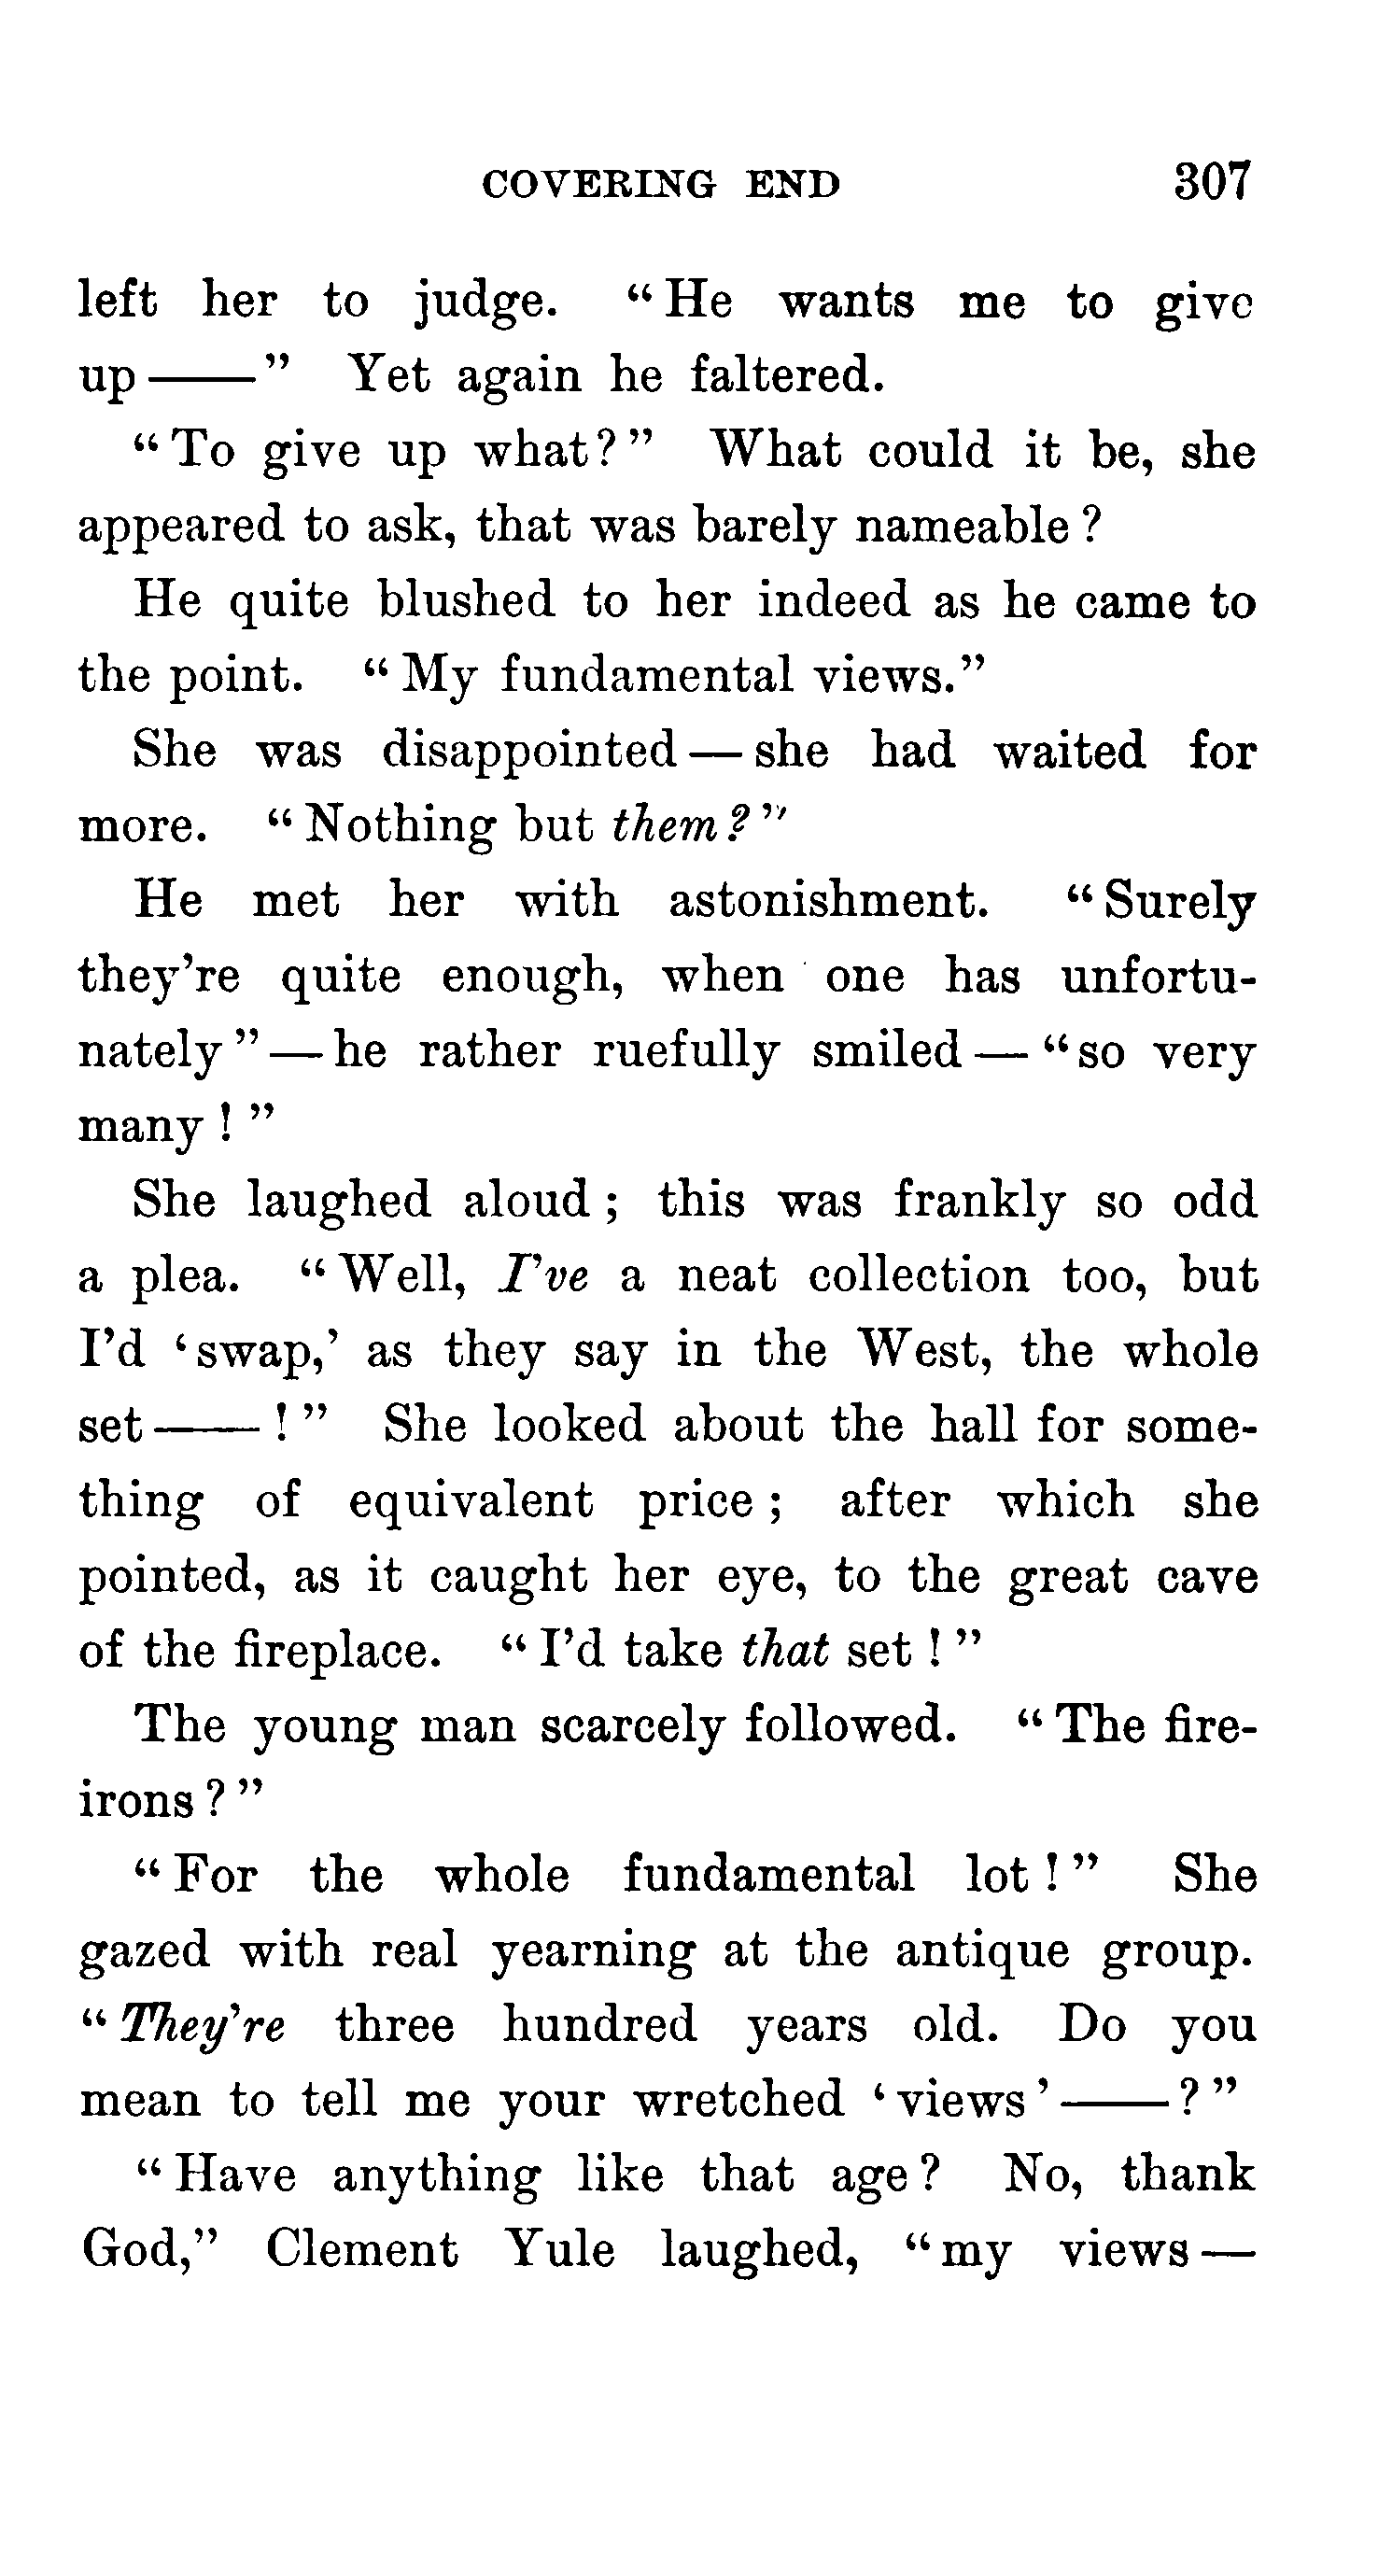 COVERING END 307
left her to judge. “He wants me to give
up——” Yet again he faltered.
“To give up what?” What could it be, she
appeared to ask, that was barely nameable?
He quite blushed to her indeed as he came to
the point. “My fundamental views.”
She was disappointed—she had waited for
more. “Nothing but them?”
He met her with astonishment. “Surely
they’re quite enough, when one has unfortu-
nately”—he rather ruefully smiled—“so very
many!”
She laughed aloud; this was frankly so odd
a plea. “Well, I’ve a neat collection too, but
I’d ‘swap,’ as they say in the West, the whole
set——!” She looked about the hall for some-
thing of equivalent price; after which she
pointed, as it caught her eye, to the great cave
of the fireplace. “I’d take that set!”
The young man scarcely followed. “The fire-
irons?”
“For the whole fundamental lot!” She
gazed with real yearning at the antique group.
“They’re three hundred years old. Do you
mean to tell me your wretched ‘views’——?”
“Have anything like that age? No, thank
God,” Clement Yule laughed, “my views—